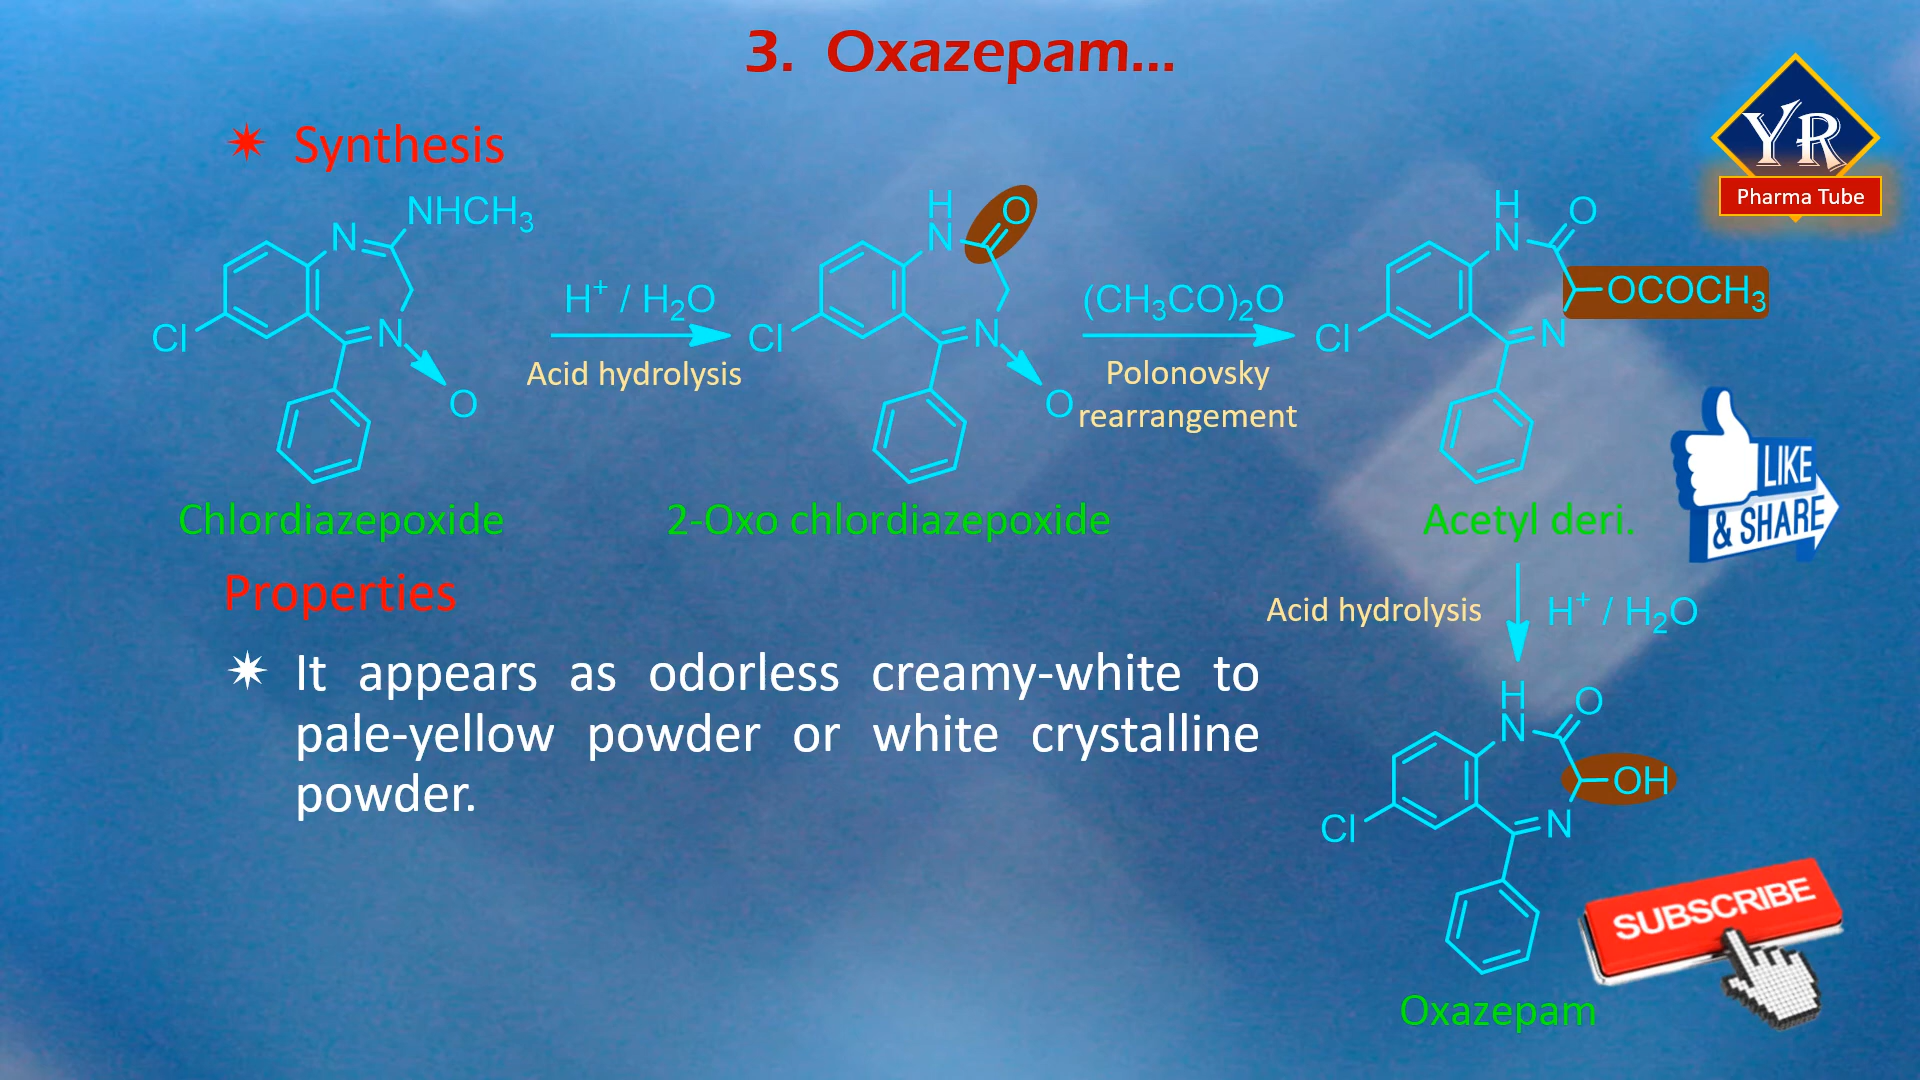 3. Oxazepam...
YR
Pharma Tube
✷ Synthesis
N
NHCH₃
Cl
N
O
Chlordiazepoxide
H⁺ / H₂O
Acid hydrolysis
H
N
O
Cl
N
O
2-Oxo chlordiazepoxide
(CH₃CO)₂O
Polonovsky
rearrangement
H
N
O
OCOCH₃
Cl
N
Acetyl deri.
LIKE
& SHARE
Acid hydrolysis
H⁺ / H₂O
Properties
✷ It appears as odorless creamy-white to
pale-yellow powder or white crystalline
powder.
H
N
O
OH
Cl
N
Oxazepam
SUBSCRIBE